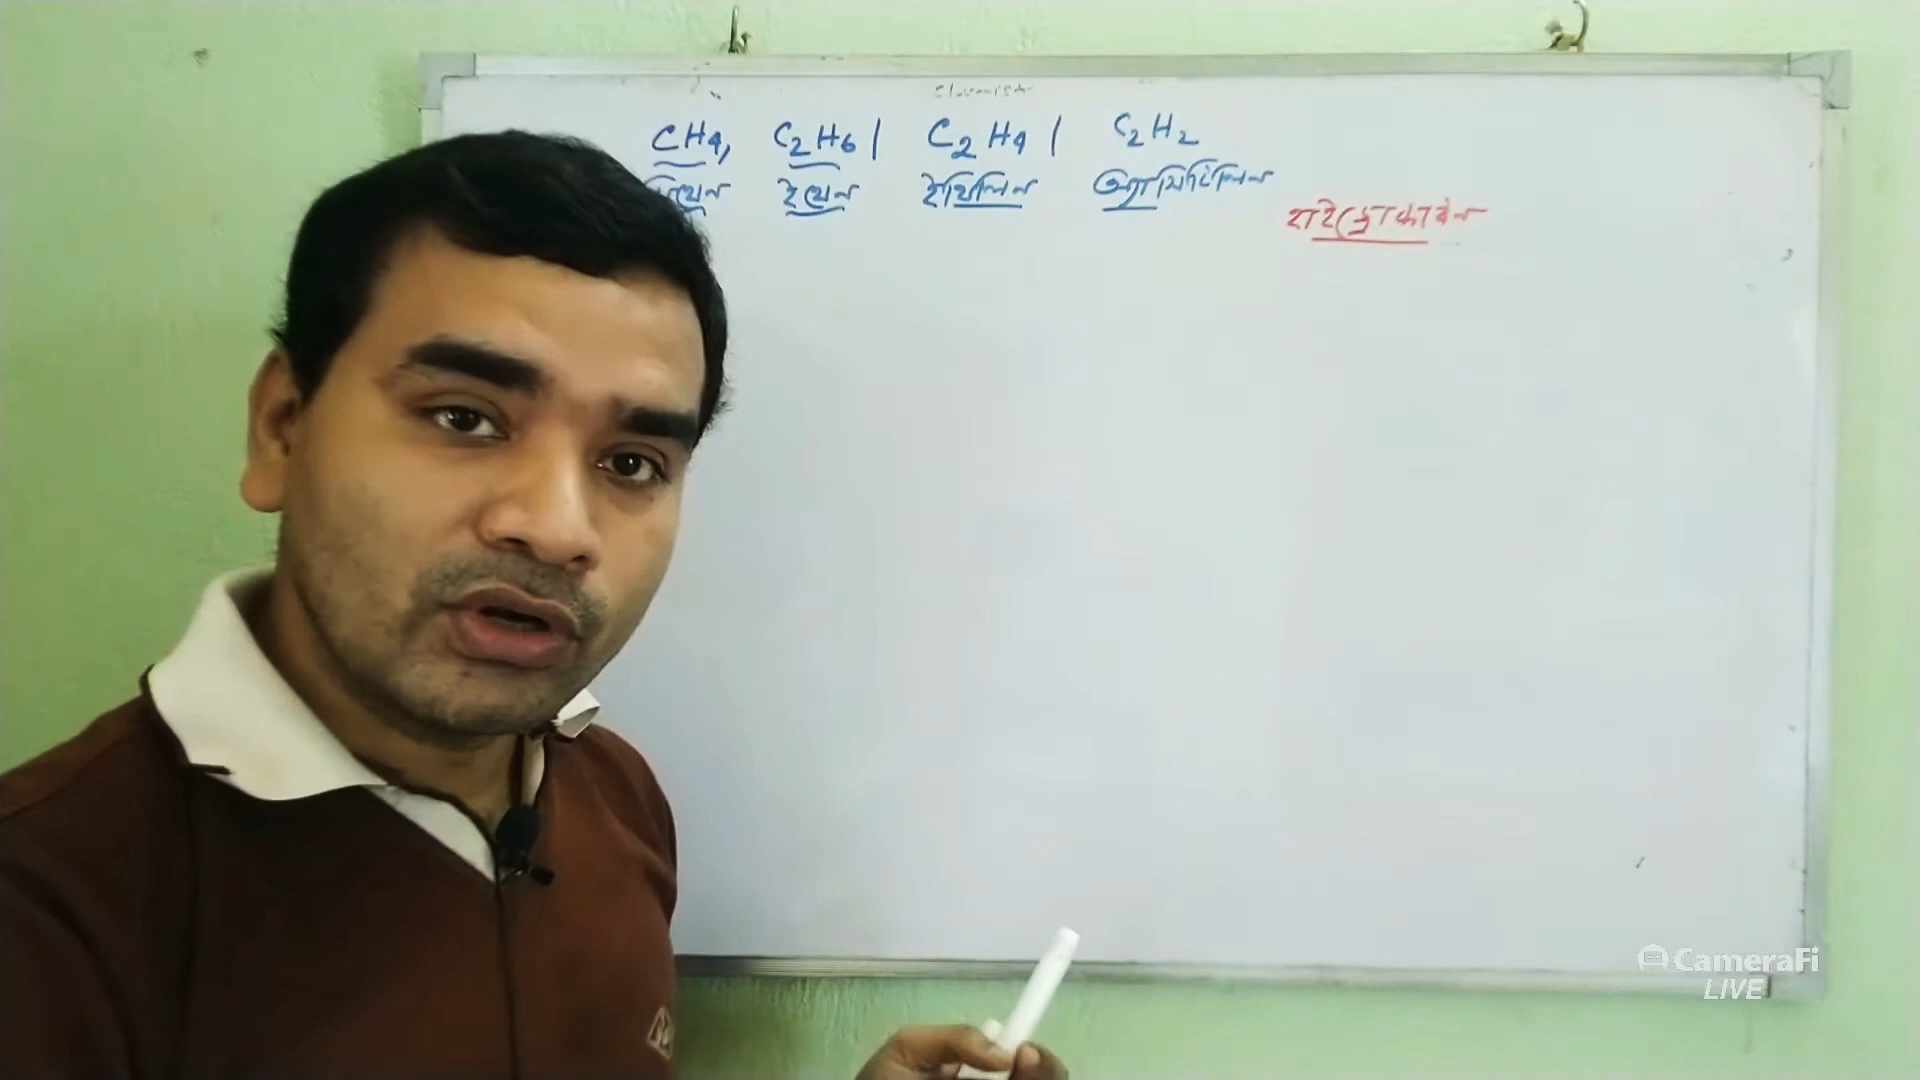 CH4, C2H6 | C2H4 | C2H2
ইথেন ইথিলিন অ্যাসিটিলিন
হাইড্রোকার্বন
CameraFi
LIVE